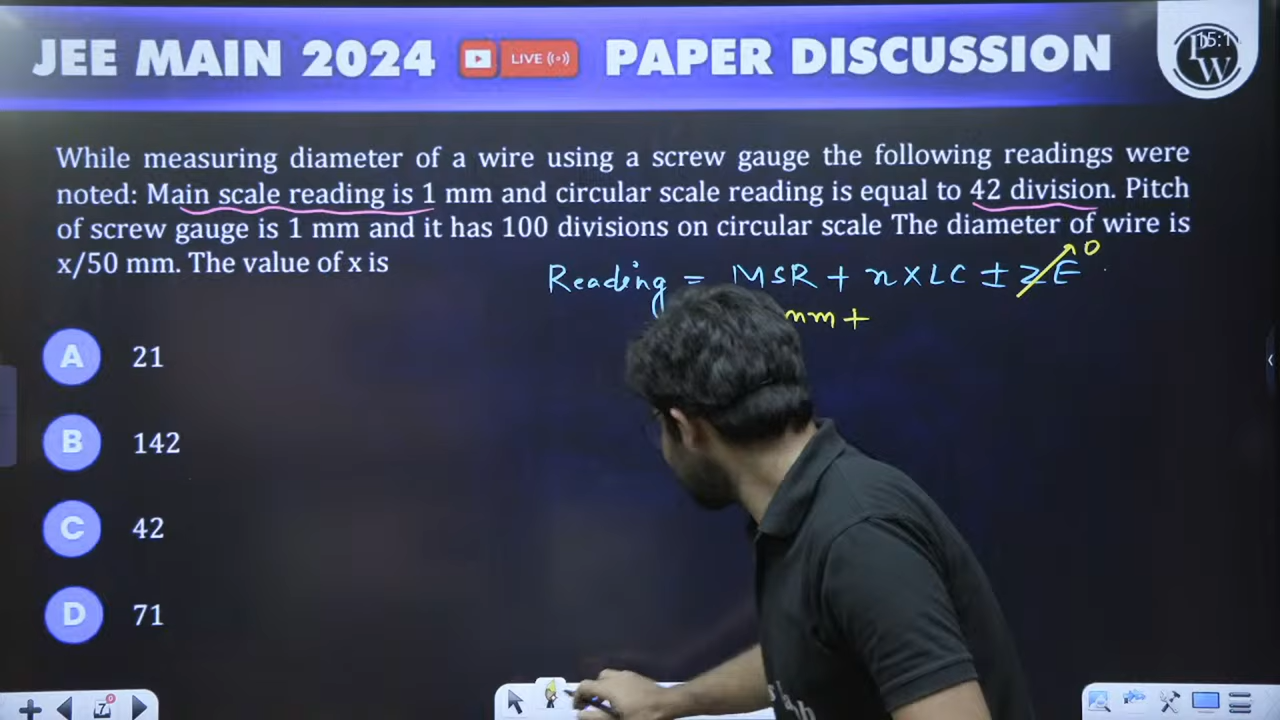 JEE MAIN 2024 LIVE PAPER DISCUSSION
While measuring diameter of a wire using a screw gauge the following readings were
noted: Main scale reading is 1 mm and circular scale reading is equal to 42 division. Pitch
of screw gauge is 1 mm and it has 100 divisions on circular scale The diameter of wire is
x/50 mm. The value of x is
Reading = MSR + n×LC ± ZE 0
mm +
A 21
B 142
C 42
D 71